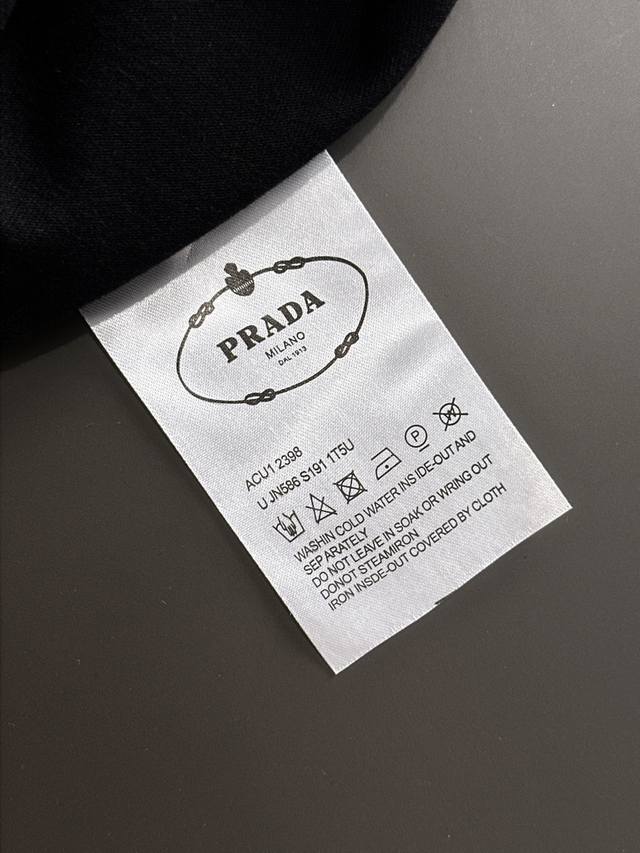 PRADA
MILANO
DAL 1913
ACU1 2398
U JN586 S191 1T5U
P
W
WASHIN COLD WATER INS IDE-OUT AND
SEP ARATELY
DO NOT LEAVE IN SOAK OR WRING OUT
DONOT STEAMIRON
IRON INSDE-OUT COVERED BY CLOTH